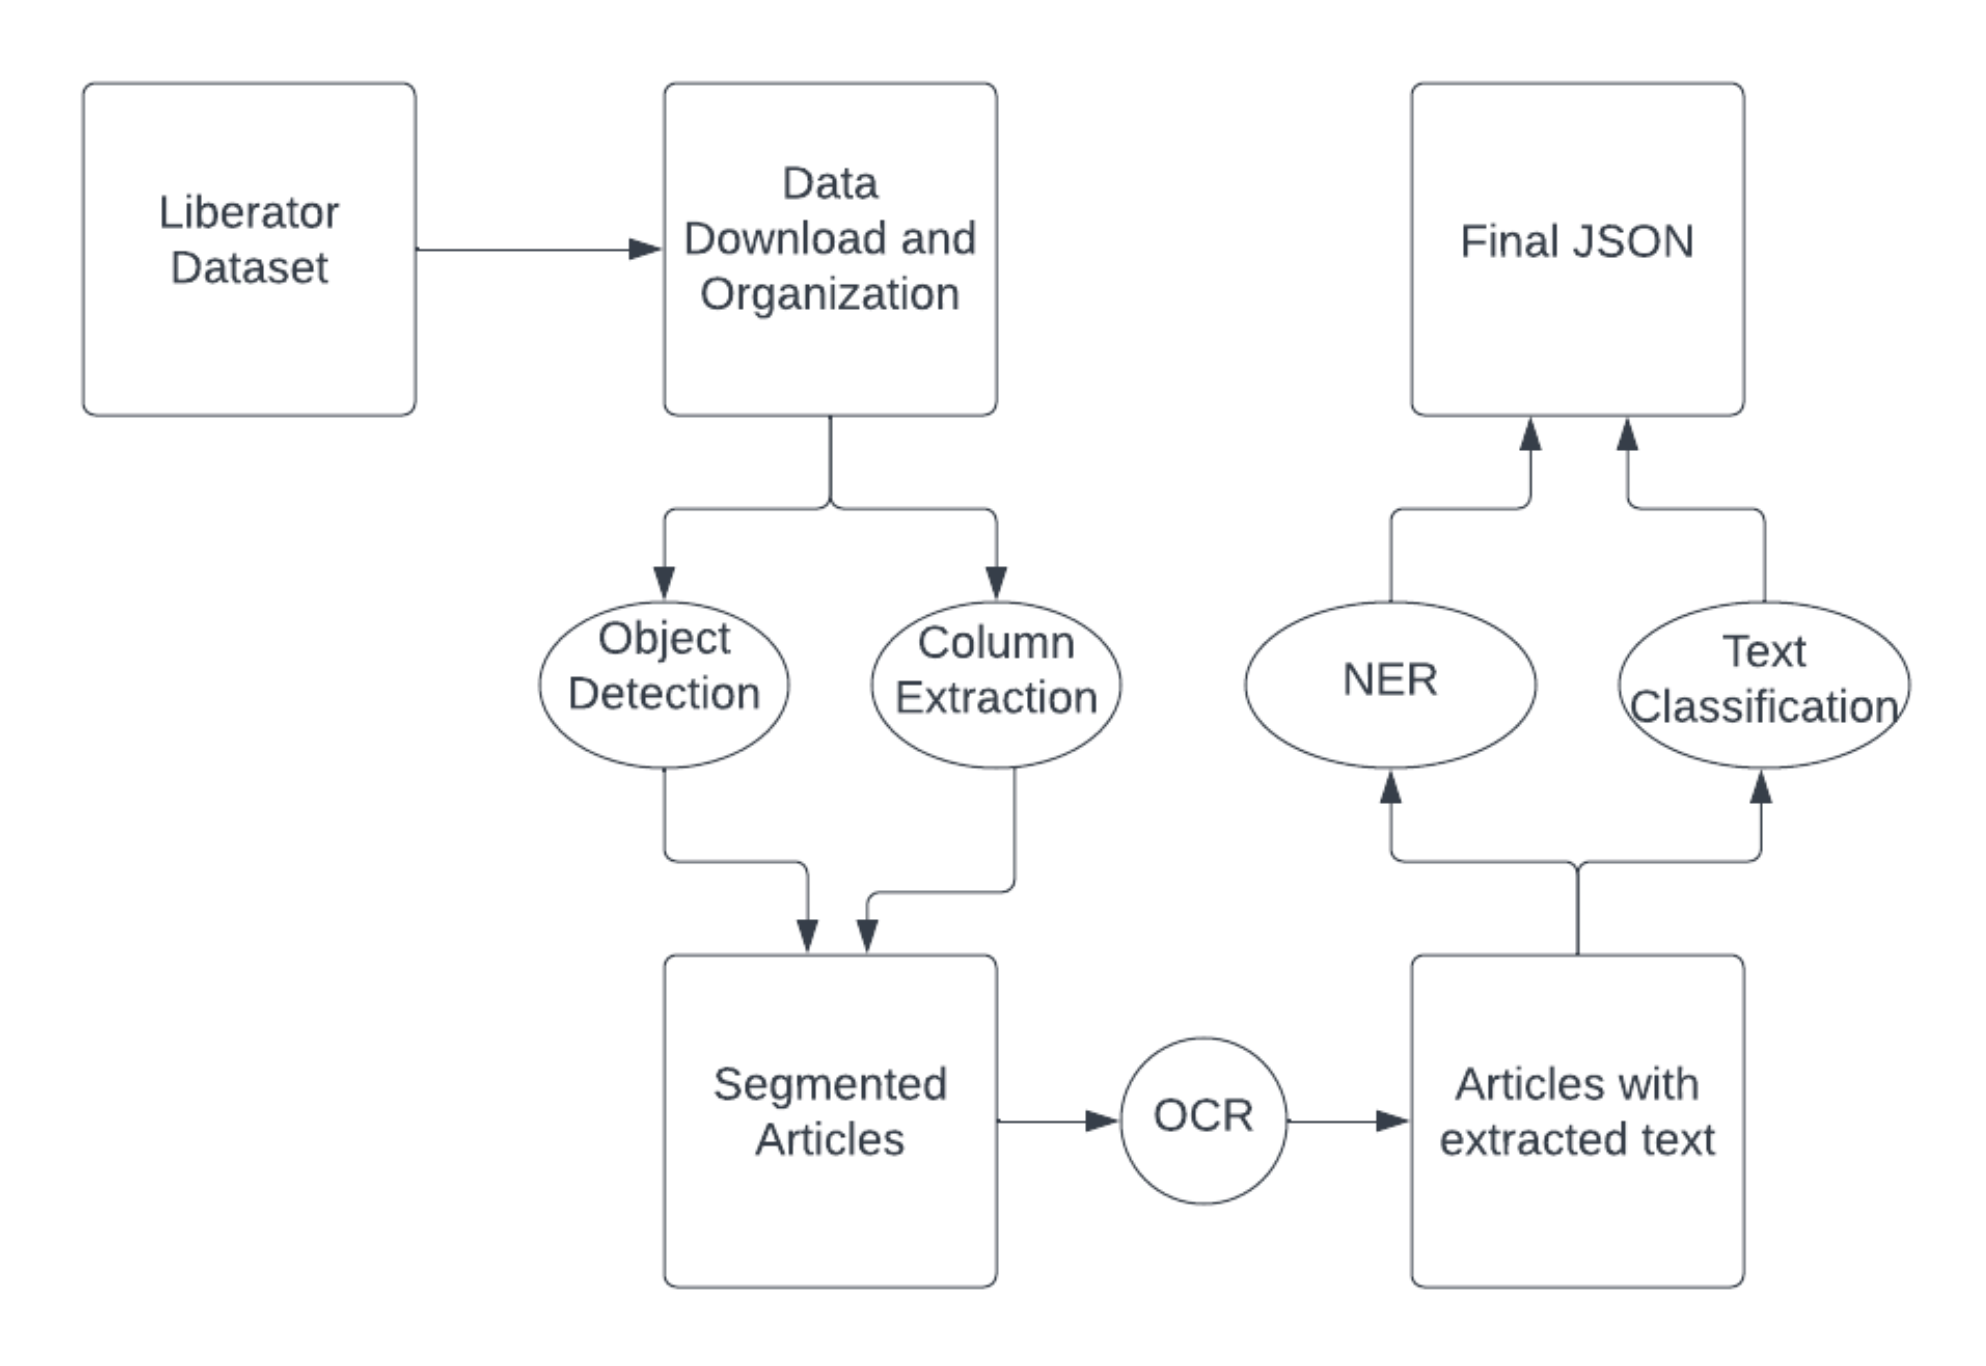 Liberator
Dataset
Data
Download and
Organization
Final JSON
Object
Detection
Column
Extraction
NER
Text
Classification
Segmented
Articles
OCR
Articles with
extracted text